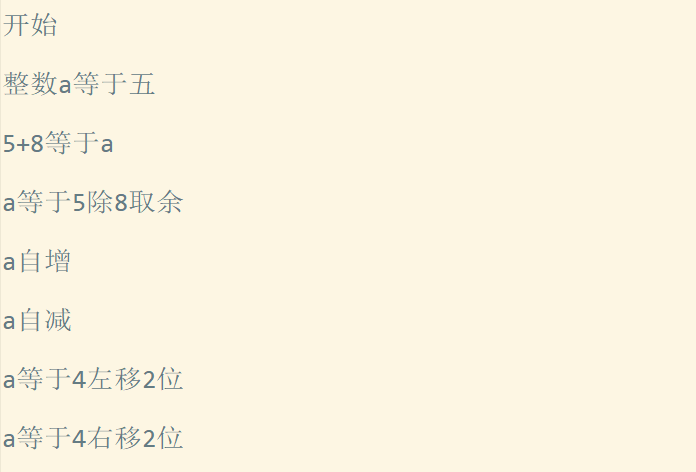 开始
整数a等于五
5+8等于a
a等于5除8取余
a自增
a自减
a等于4左移2位
a等于4右移2位